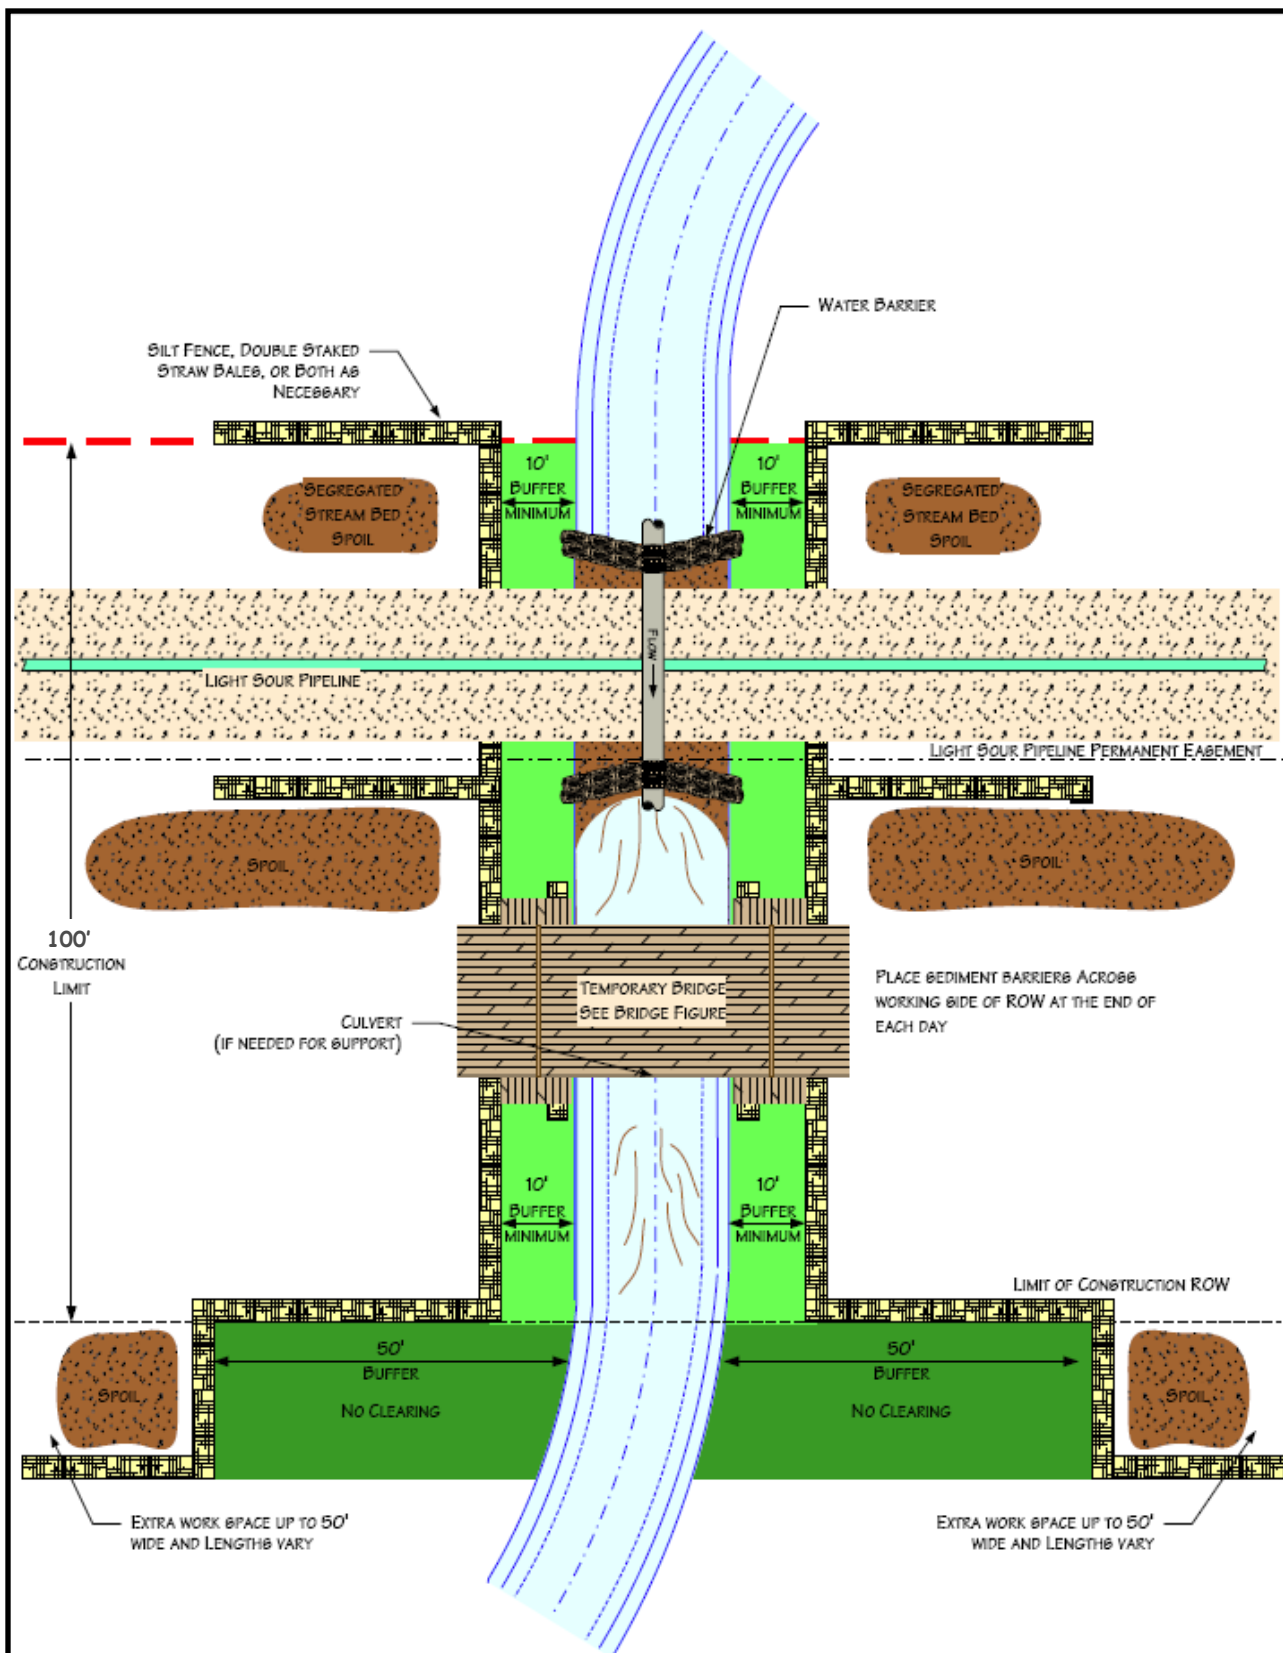 WATER BARRIER
SILT FENCE, DOUBLE STAKED
STRAW BALES, OR BOTH AS
NECESSARY
10'
BUFFER
MINIMUM
10'
BUFFER
MINIMUM
SEGREGATED
STREAM BED
SPOIL
SEGREGATED
STREAM BED
SPOIL
FLOW
LIGHT SOUR PIPELINE
LIGHT SOUR PIPELINE PERMANENT EASEMENT
SPOIL
SPOIL
100'
CONSTRUCTION
LIMIT
TEMPORARY BRIDGE
SEE BRIDGE FIGURE
PLACE SEDIMENT BARRIERS ACROSS
WORKING SIDE OF ROW AT THE END OF
EACH DAY
CULVERT
(IF NEEDED FOR SUPPORT)
10'
BUFFER
MINIMUM
10'
BUFFER
MINIMUM
LIMIT OF CONSTRUCTION ROW
50'
BUFFER
NO CLEARING
50'
BUFFER
NO CLEARING
SPOIL
SPOIL
EXTRA WORK SPACE UP TO 50'
WIDE AND LENGTHS VARY
EXTRA WORK SPACE UP TO 50'
WIDE AND LENGTHS VARY